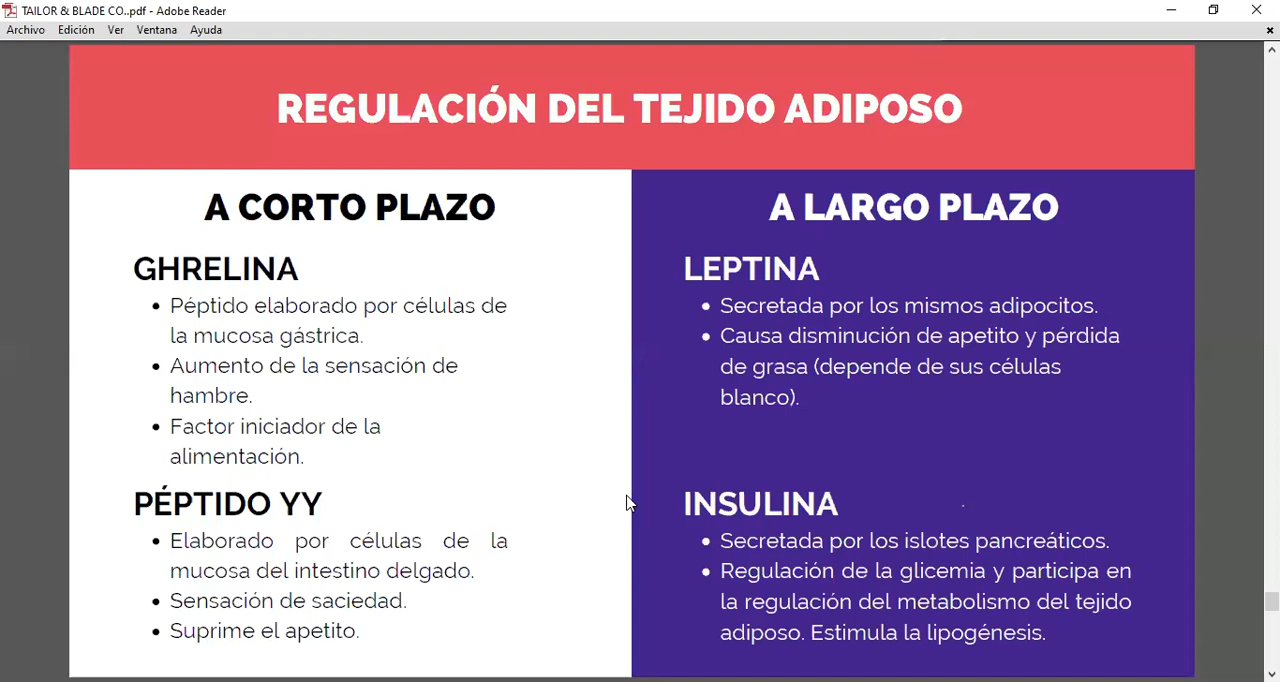 TAILOR & BLADE CO..pdf - Adobe Reader
Archivo Edición Ver Ventana Ayuda
REGULACIÓN DEL TEJIDO ADIPOSO
A CORTO PLAZO
GHRELINA
• Péptido elaborado por células de
la mucosa gástrica.
• Aumento de la sensación de
hambre.
• Factor iniciador de la
alimentación.
PÉPTIDO YY
• Elaborado por células de la
mucosa del intestino delgado.
• Sensación de saciedad.
• Suprime el apetito.
A LARGO PLAZO
LEPTINA
• Secretada por los mismos adipocitos.
• Causa disminución de apetito y pérdida
de grasa (depende de sus células
blanco).
INSULINA
• Secretada por los islotes pancreáticos.
• Regulación de la glicemia y participa en
la regulación del metabolismo del tejido
adiposo. Estimula la lipogénesis.